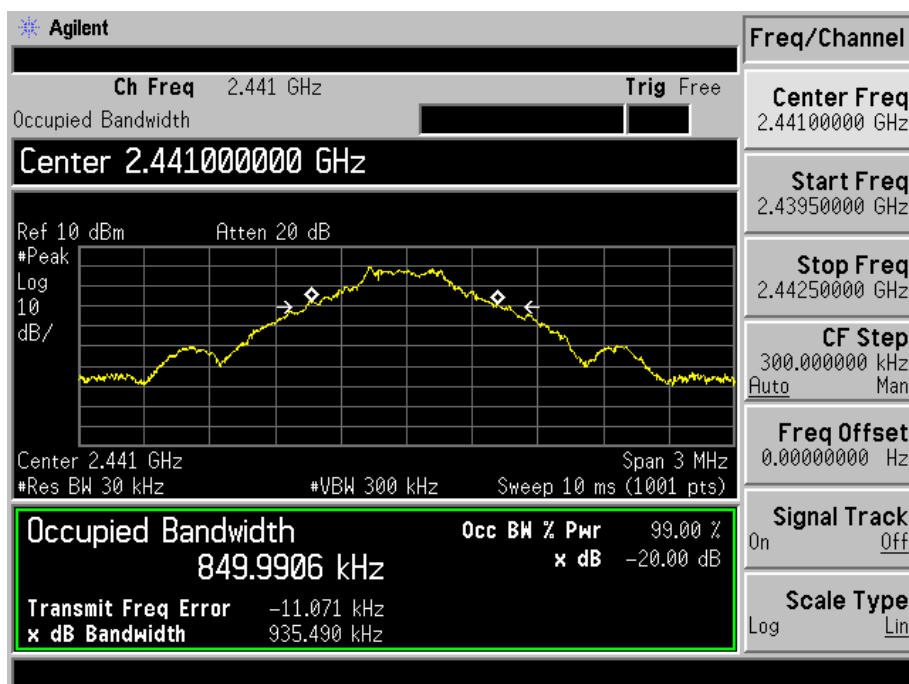 Agilent
Freq/Channel
Ch Freq 2.441 GHz Trig Free
Occupied Bandwidth
Center 2.441000000 GHz
Ref 10 dBm Atten 20 dB
#Peak
Log
10
dB/
Center 2.441 GHz Span 3 MHz
#Res BW 30 kHz #VBW 300 kHz Sweep 10 ms (1001 pts)
Occupied Bandwidth
849.9906 kHz
Occ BW % Pwr 99.00 %
x dB -20.00 dB
Transmit Freq Error -11.071 kHz
x dB Bandwidth 935.490 kHz
Center Freq
2.44100000 GHz
Start Freq
2.43950000 GHz
Stop Freq
2.44250000 GHz
CF Step
300.000000 kHz
Auto Man
Freq Offset
0.00000000 Hz
Signal Track
On Off
Scale Type
Log Lin